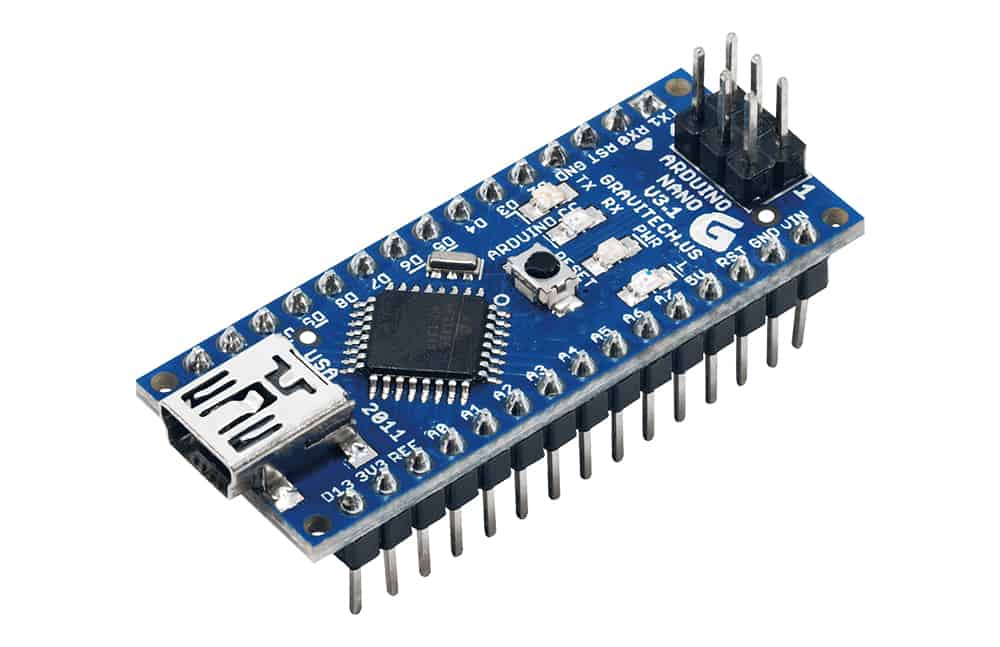 TX1
RX0
RST
GND
D3
D4
D5
D6
D7
D8
D9
TX
RX
PWR
L
ARDUINO
RESET
ARDUINO
NANO
V3.1
GRAVITECH.US
G
1
USA
2011
D13
3V3
REF
A0
A1
A2
A3
A4
A5
A6
A7
5V
RST
GND
VIN